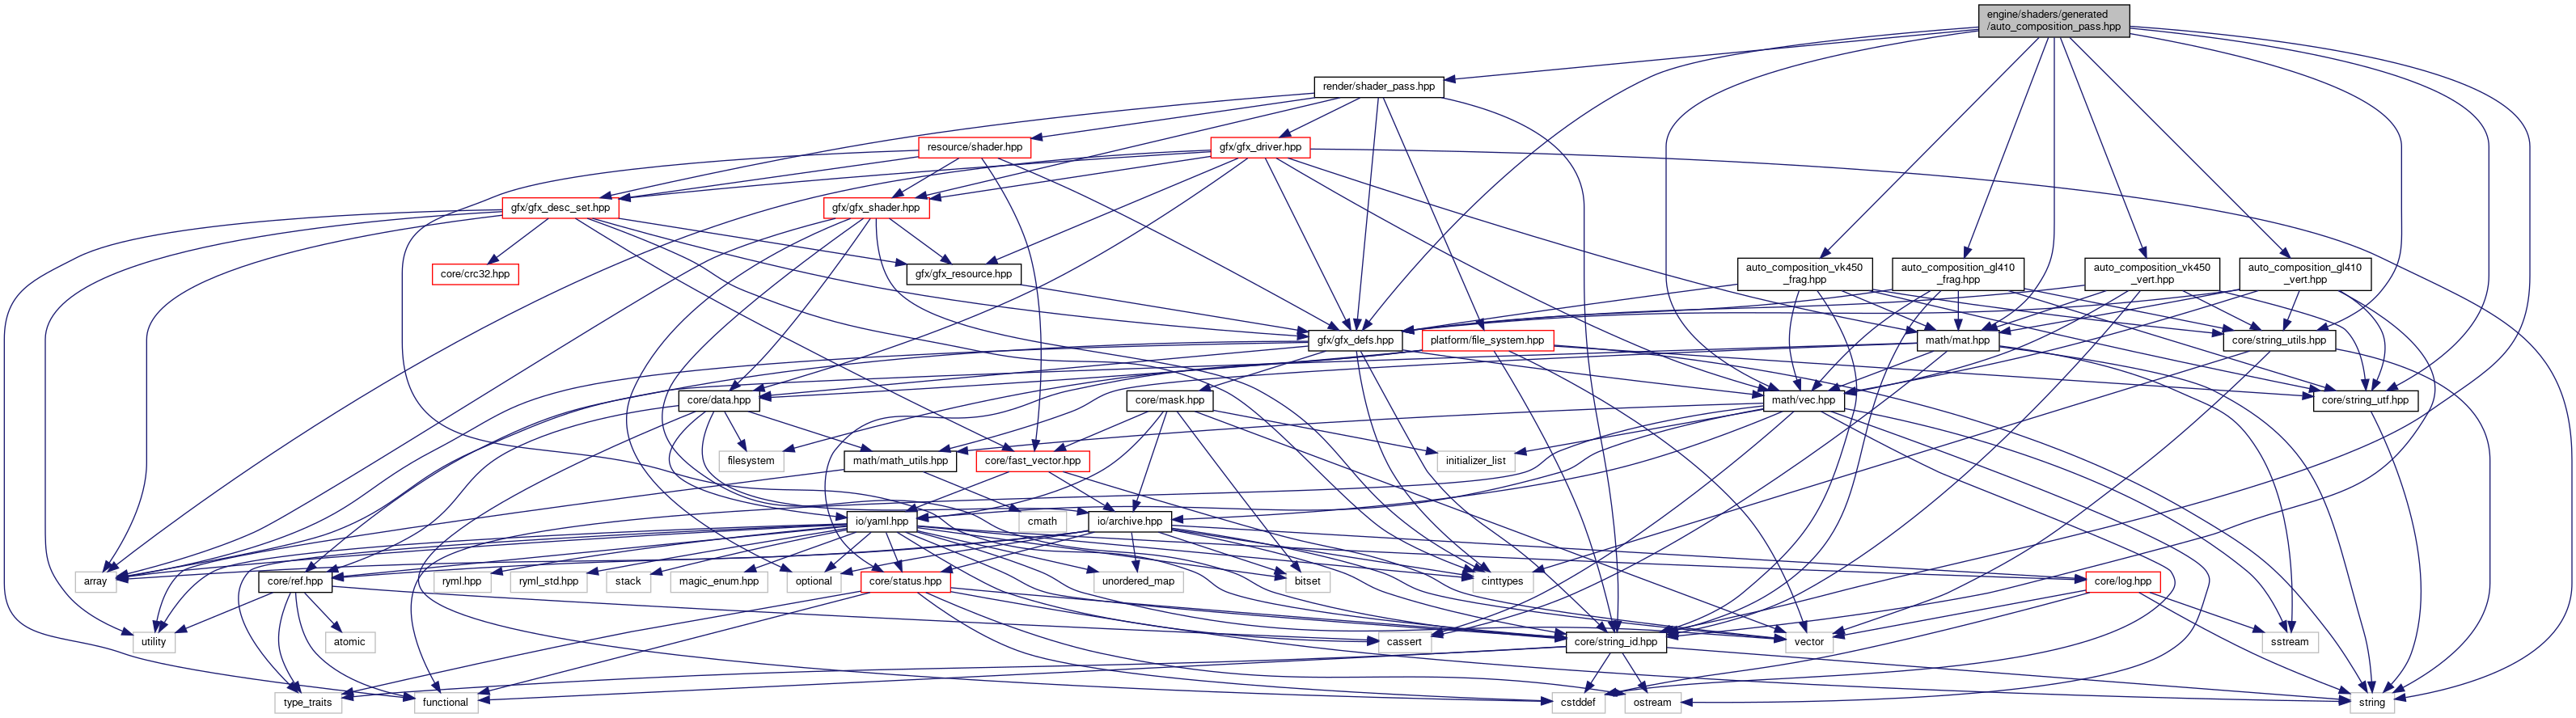 engine/shaders/generated
/auto_composition_pass.hpp
render/shader_pass.hpp
resource/shader.hpp
gfx/gfx_driver.hpp
gfx/gfx_desc_set.hpp
gfx/gfx_shader.hpp
core/crc32.hpp
gfx/gfx_resource.hpp
auto_composition_vk450
_frag.hpp
auto_composition_gl410
_frag.hpp
auto_composition_vk450
_vert.hpp
auto_composition_gl410
_vert.hpp
gfx/gfx_defs.hpp
platform/file_system.hpp
math/mat.hpp
core/string_utils.hpp
core/data.hpp
core/mask.hpp
math/vec.hpp
core/string_utf.hpp
filesystem
math/math_utils.hpp
core/fast_vector.hpp
initializer_list
io/yaml.hpp
cmath
io/archive.hpp
array
core/ref.hpp
ryml.hpp
ryml_std.hpp
stack
magic_enum.hpp
optional
core/status.hpp
unordered_map
bitset
cinttypes
core/log.hpp
utility
atomic
cassert
core/string_id.hpp
vector
sstream
type_traits
functional
cstddef
ostream
string